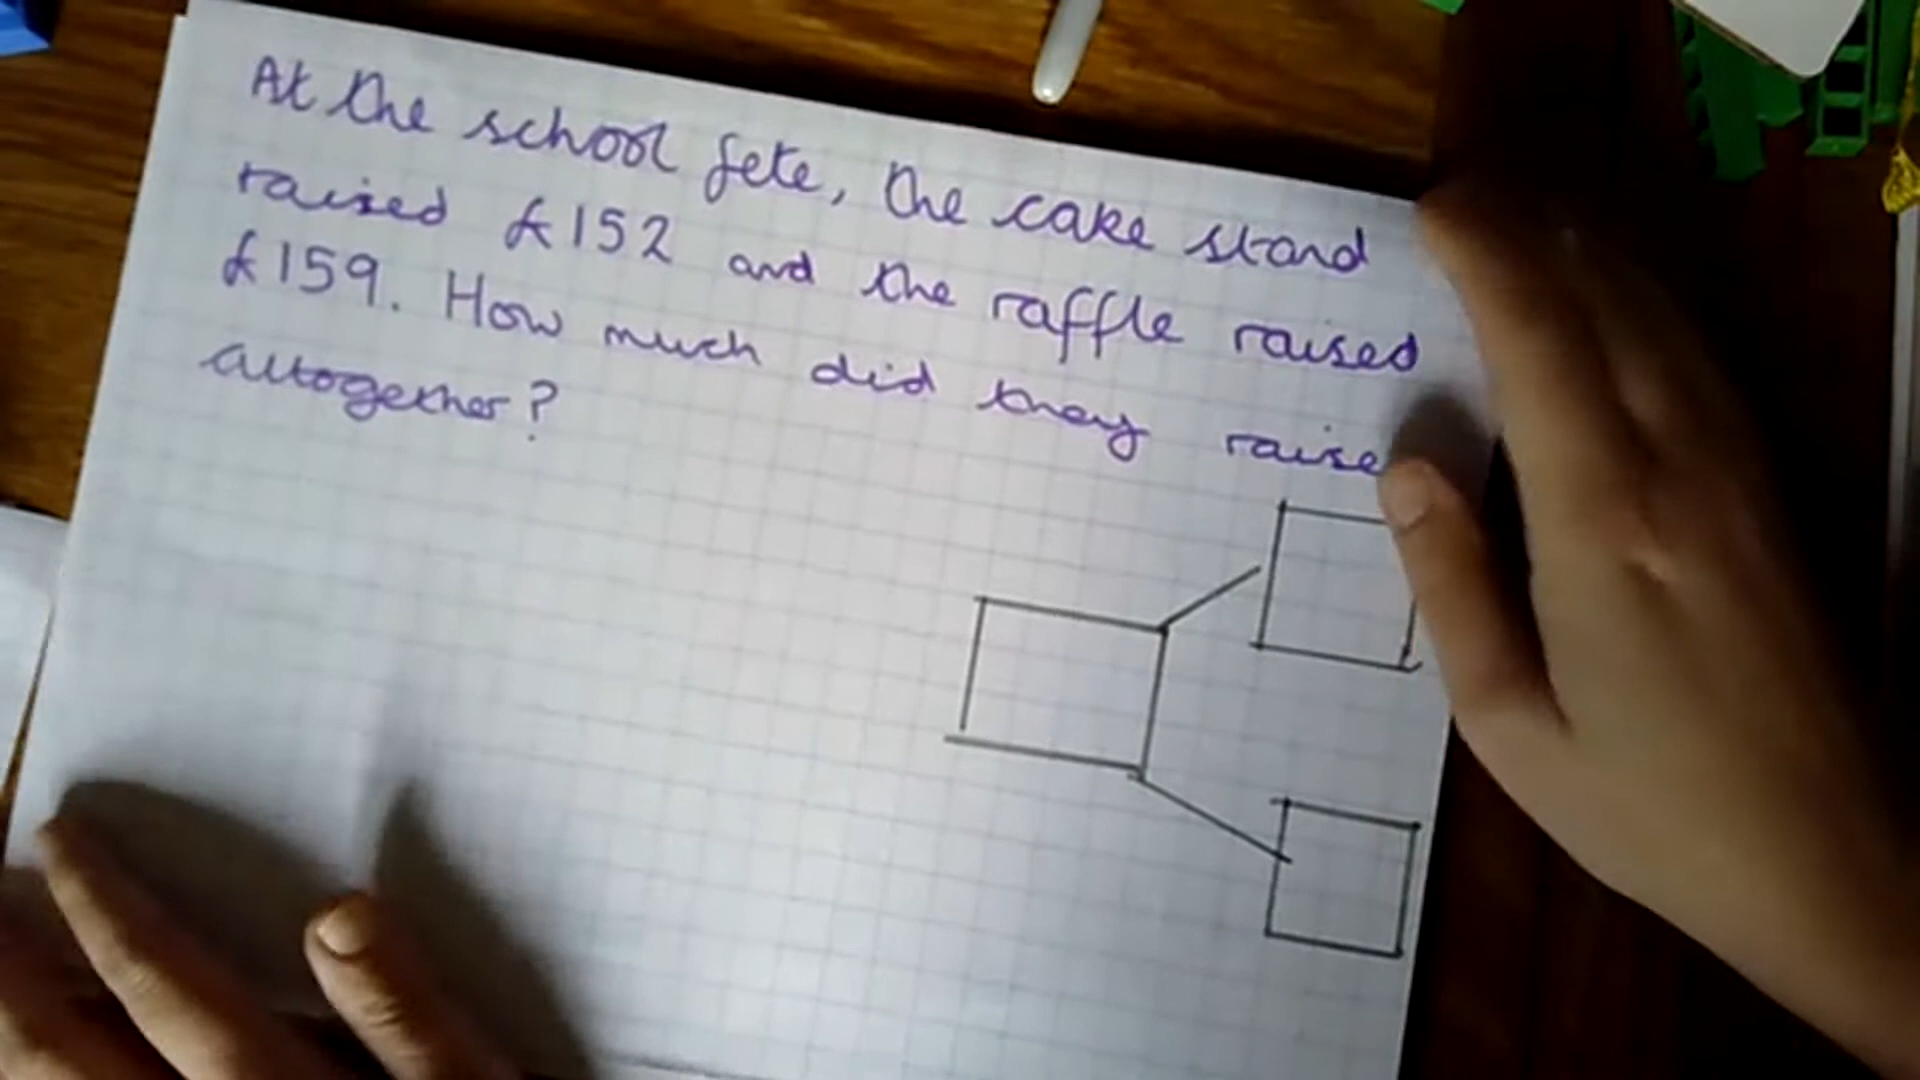 At the school fete, the cake stand
raised £152 and the raffle raised
£159. How much did they raise
altogether?